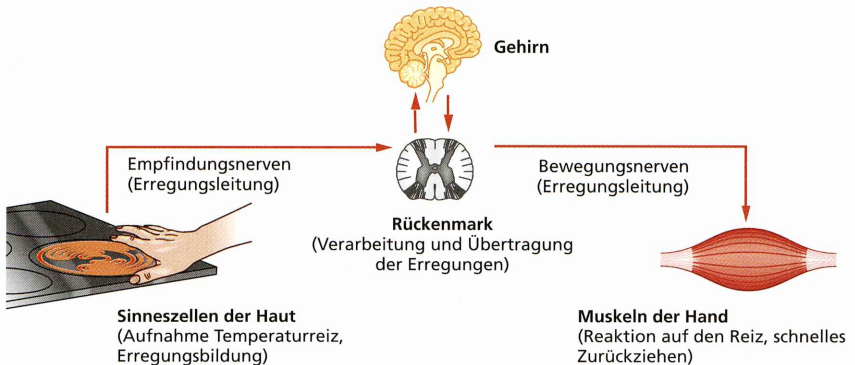 Gehirn
Empfindungsnerven
(Erregungsleitung)
Bewegungsnerven
(Erregungsleitung)
Rückenmark
(Verarbeitung und Übertragung
der Erregungen)
Sinneszellen der Haut
(Aufnahme Temperaturreiz,
Erregungsbildung)
Muskeln der Hand
(Reaktion auf den Reiz, schnelles
Zurückziehen)